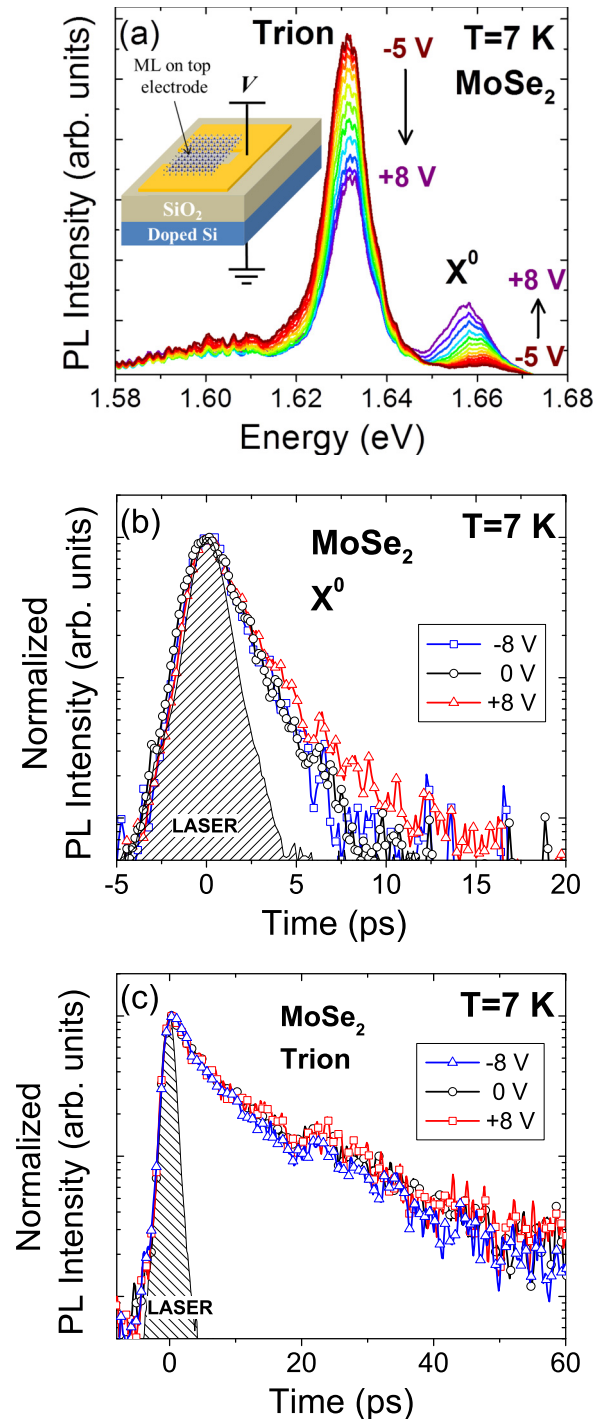 (a)
Trion
T=7 K
MoSe₂
-5 V
+8 V
ML on top
electrode
V
SiO₂
Doped Si
X⁰
+8 V
-5 V
PL Intensity (arb. units)
1.58 1.60 1.62 1.64 1.66 1.68
Energy (eV)
(b)
T=7 K
MoSe₂
X⁰
-8 V
0 V
+8 V
LASER
Normalized
PL Intensity (arb. units)
-5 0 5 10 15 20
Time (ps)
(c)
T=7 K
MoSe₂
Trion
-8 V
0 V
+8 V
LASER
Normalized
PL Intensity (arb. units)
0 20 40 60
Time (ps)